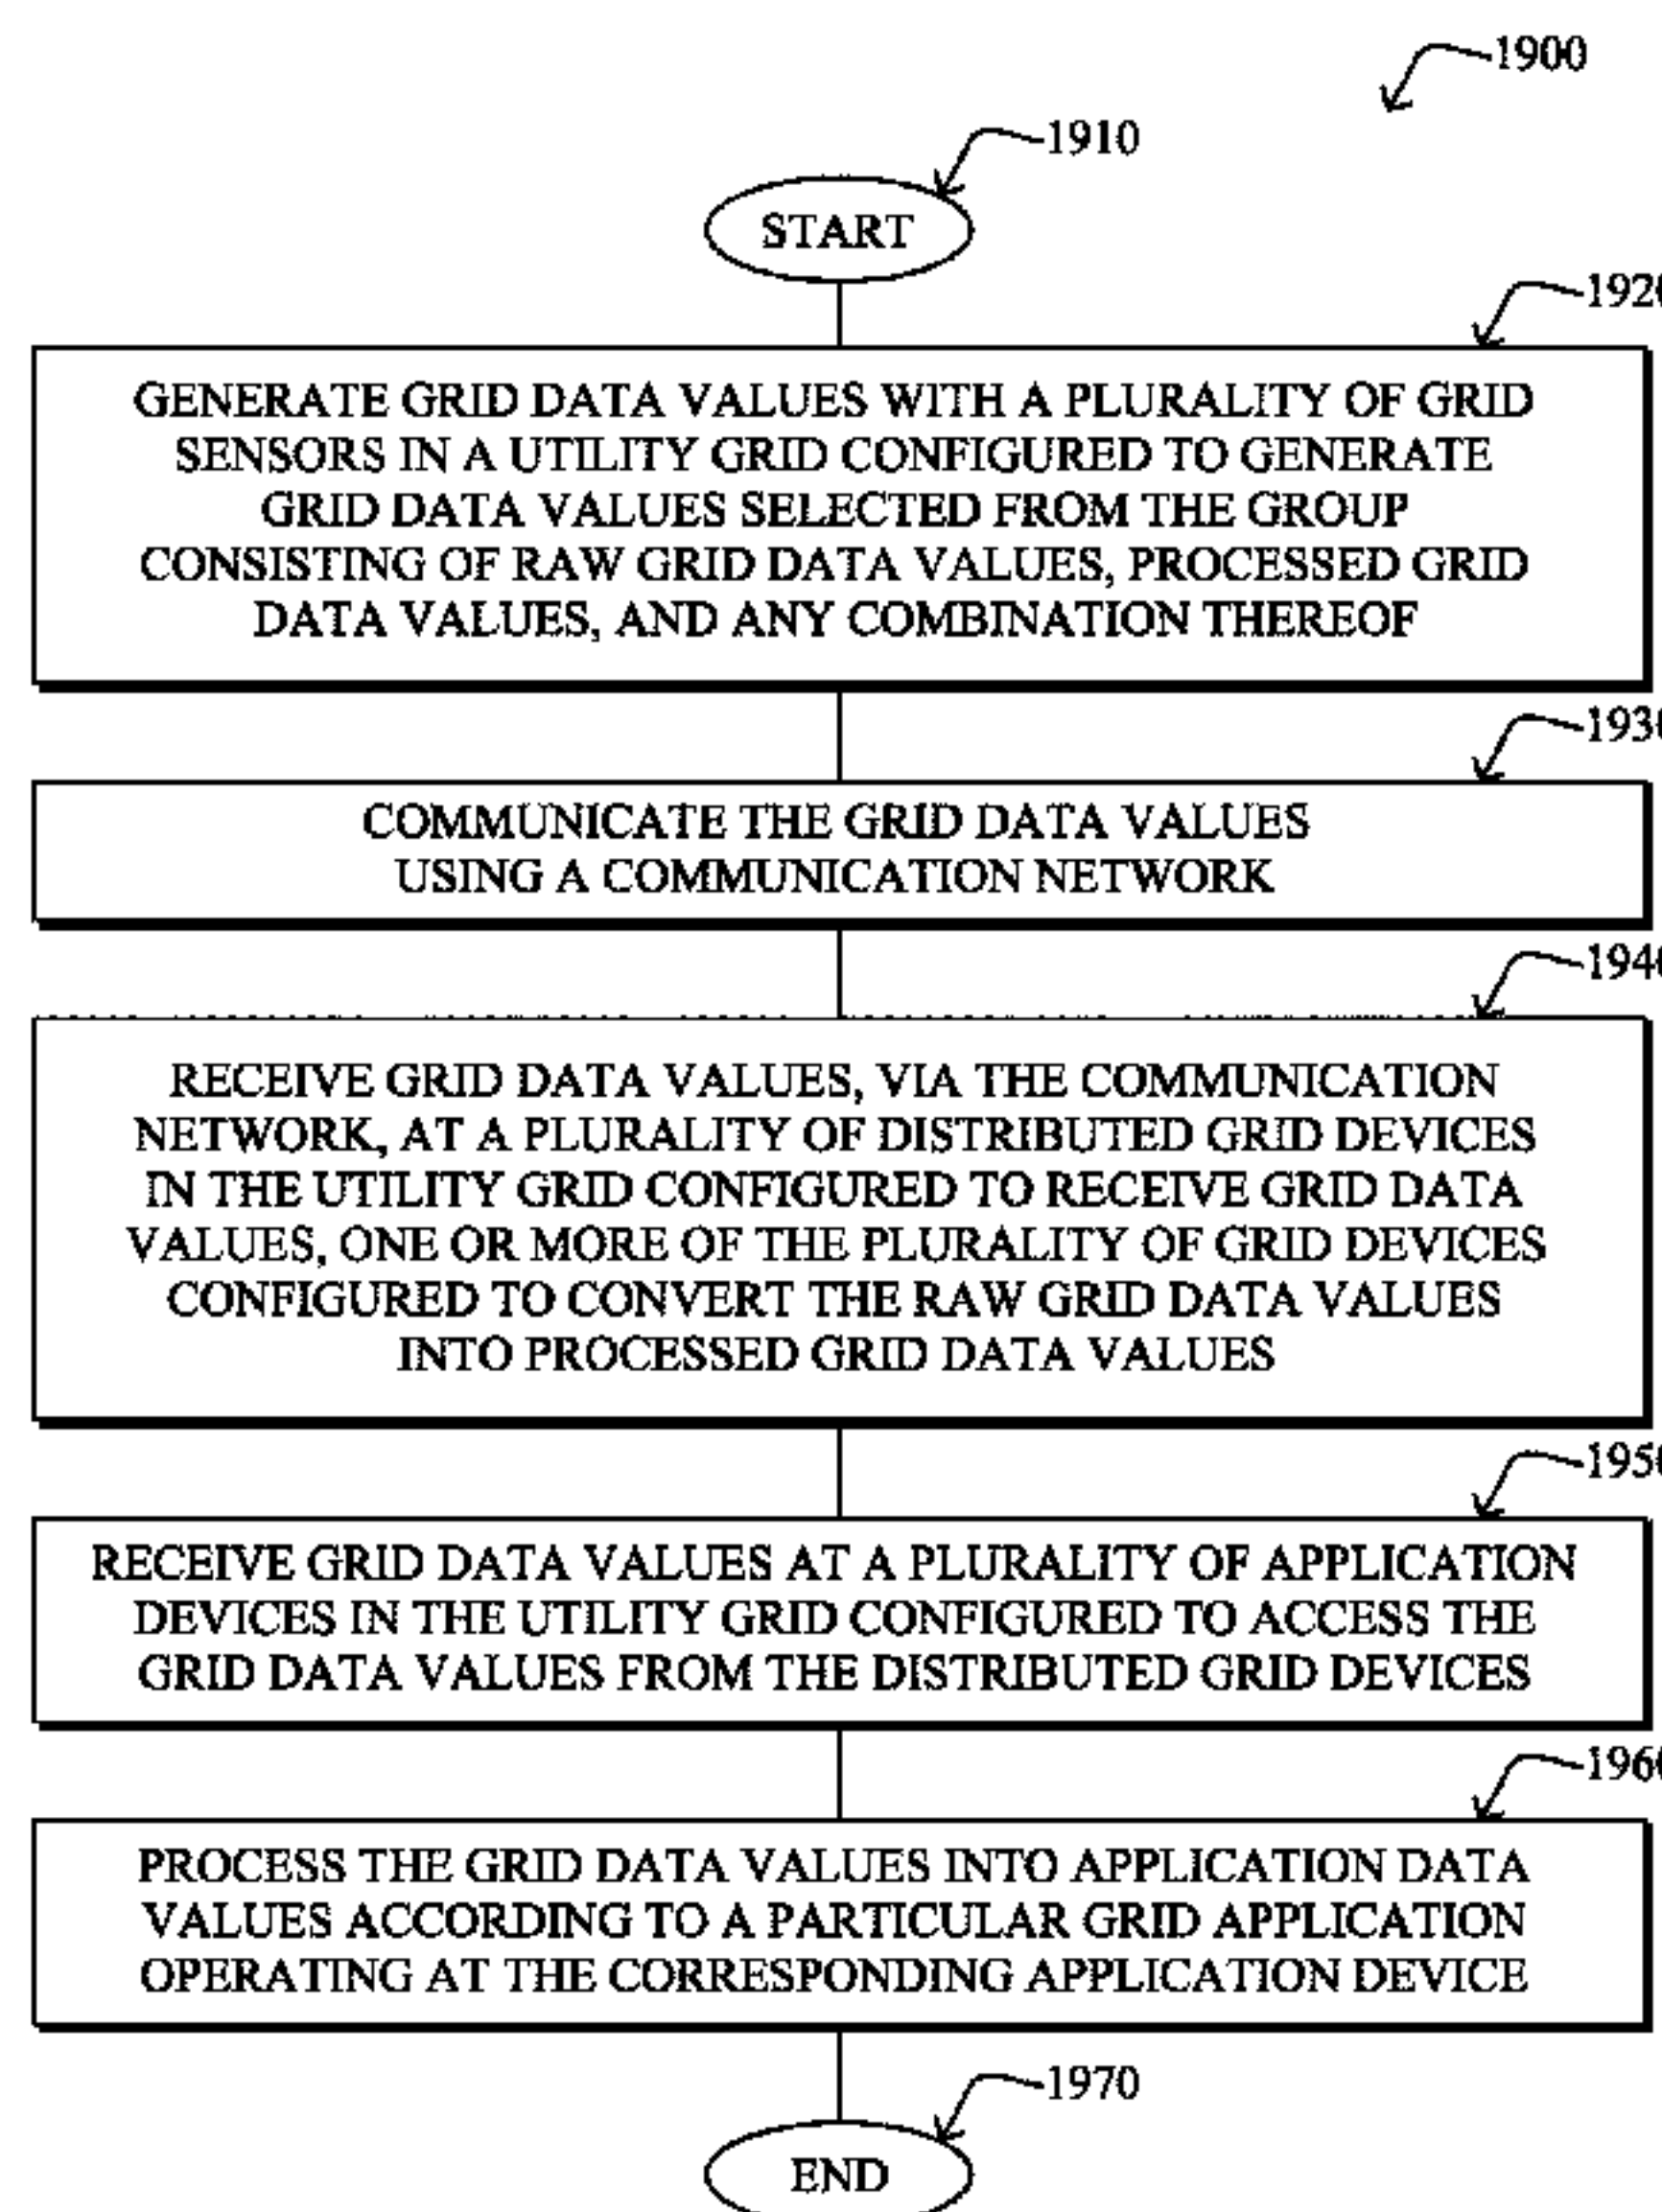 1900
1910
START
1920
GENERATE GRID DATA VALUES WITH A PLURALITY OF GRID
SENSORS IN A UTILITY GRID CONFIGURED TO GENERATE
GRID DATA VALUES SELECTED FROM THE GROUP
CONSISTING OF RAW GRID DATA VALUES, PROCESSED GRID
DATA VALUES, AND ANY COMBINATION THEREOF
1930
COMMUNICATE THE GRID DATA VALUES
USING A COMMUNICATION NETWORK
1940
RECEIVE GRID DATA VALUES, VIA THE COMMUNICATION
NETWORK, AT A PLURALITY OF DISTRIBUTED GRID DEVICES
IN THE UTILITY GRID CONFIGURED TO RECEIVE GRID DATA
VALUES, ONE OR MORE OF THE PLURALITY OF GRID DEVICES
CONFIGURED TO CONVERT THE RAW GRID DATA VALUES
INTO PROCESSED GRID DATA VALUES
1950
RECEIVE GRID DATA VALUES AT A PLURALITY OF APPLICATION
DEVICES IN THE UTILITY GRID CONFIGURED TO ACCESS THE
GRID DATA VALUES FROM THE DISTRIBUTED GRID DEVICES
1960
PROCESS THE GRID DATA VALUES INTO APPLICATION DATA
VALUES ACCORDING TO A PARTICULAR GRID APPLICATION
OPERATING AT THE CORRESPONDING APPLICATION DEVICE
1970
END